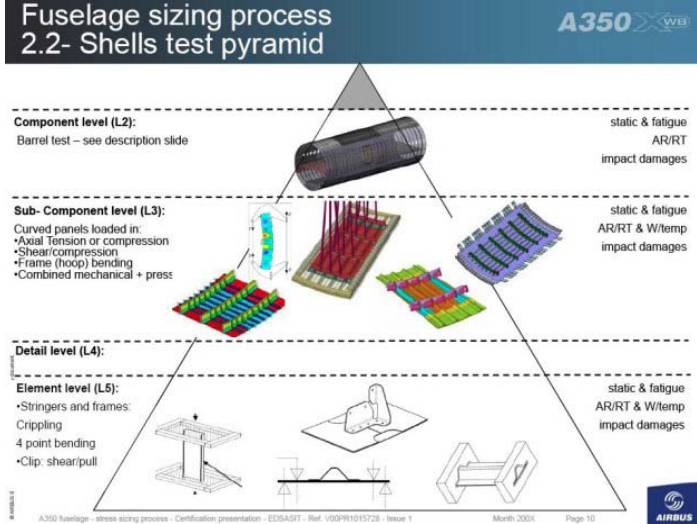 Fuselage sizing process
2.2- Shells test pyramid
A350 XWB
Component level (L2):
Barrel test – see description slide
static & fatigue
AR/RT
impact damages
Sub- Component level (L3):
Curved panels loaded in:
•Axial Tension or compression
•Shear/compression
•Frame (hoop) bending
•Combined mechanical + press
static & fatigue
AR/RT & W/temp
impact damages
Detail level (L4):
Element level (L5):
•Stringers and frames:
Crippling
4 point bending
•Clip: shear/pull
static & fatigue
AR/RT & W/temp
impact damages
A350 fuselage - stress sizing process - Certification presentation - EDSASIT - Ref. V00PR1015728 - Issue 1
Month 200X
Page 10
AIRBUS